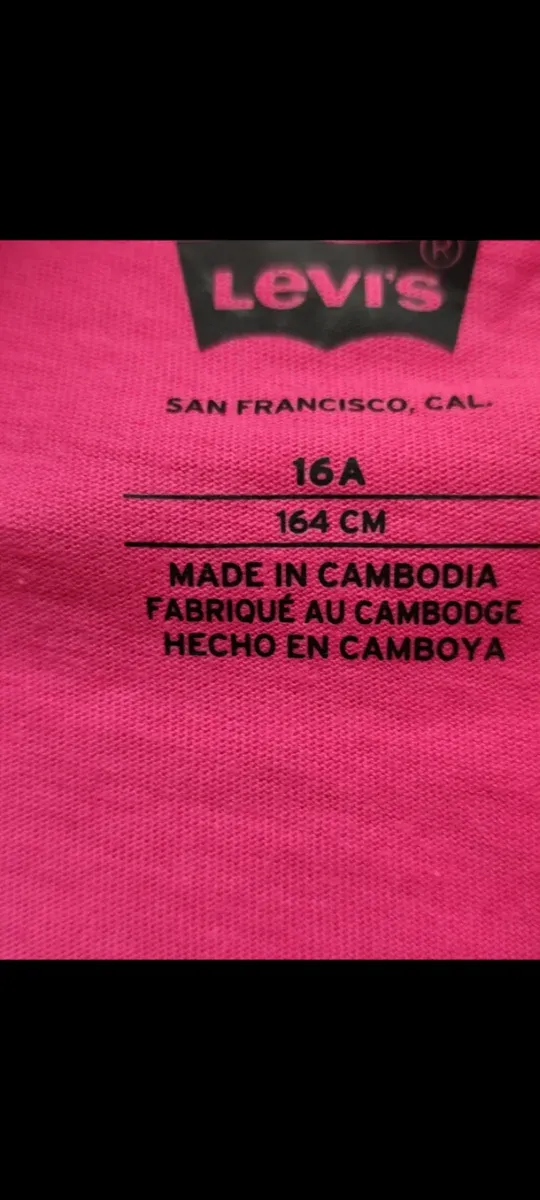 Levi's ®
SAN FRANCISCO, CAL.
16A
164 CM
MADE IN CAMBODIA
FABRIQUÉ AU CAMBODGE
HECHO EN CAMBOYA